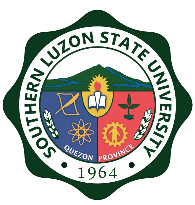 SOUTHERN LUZON STATE UNIVERSITY
QUEZON PROVINCE
• 1964 •